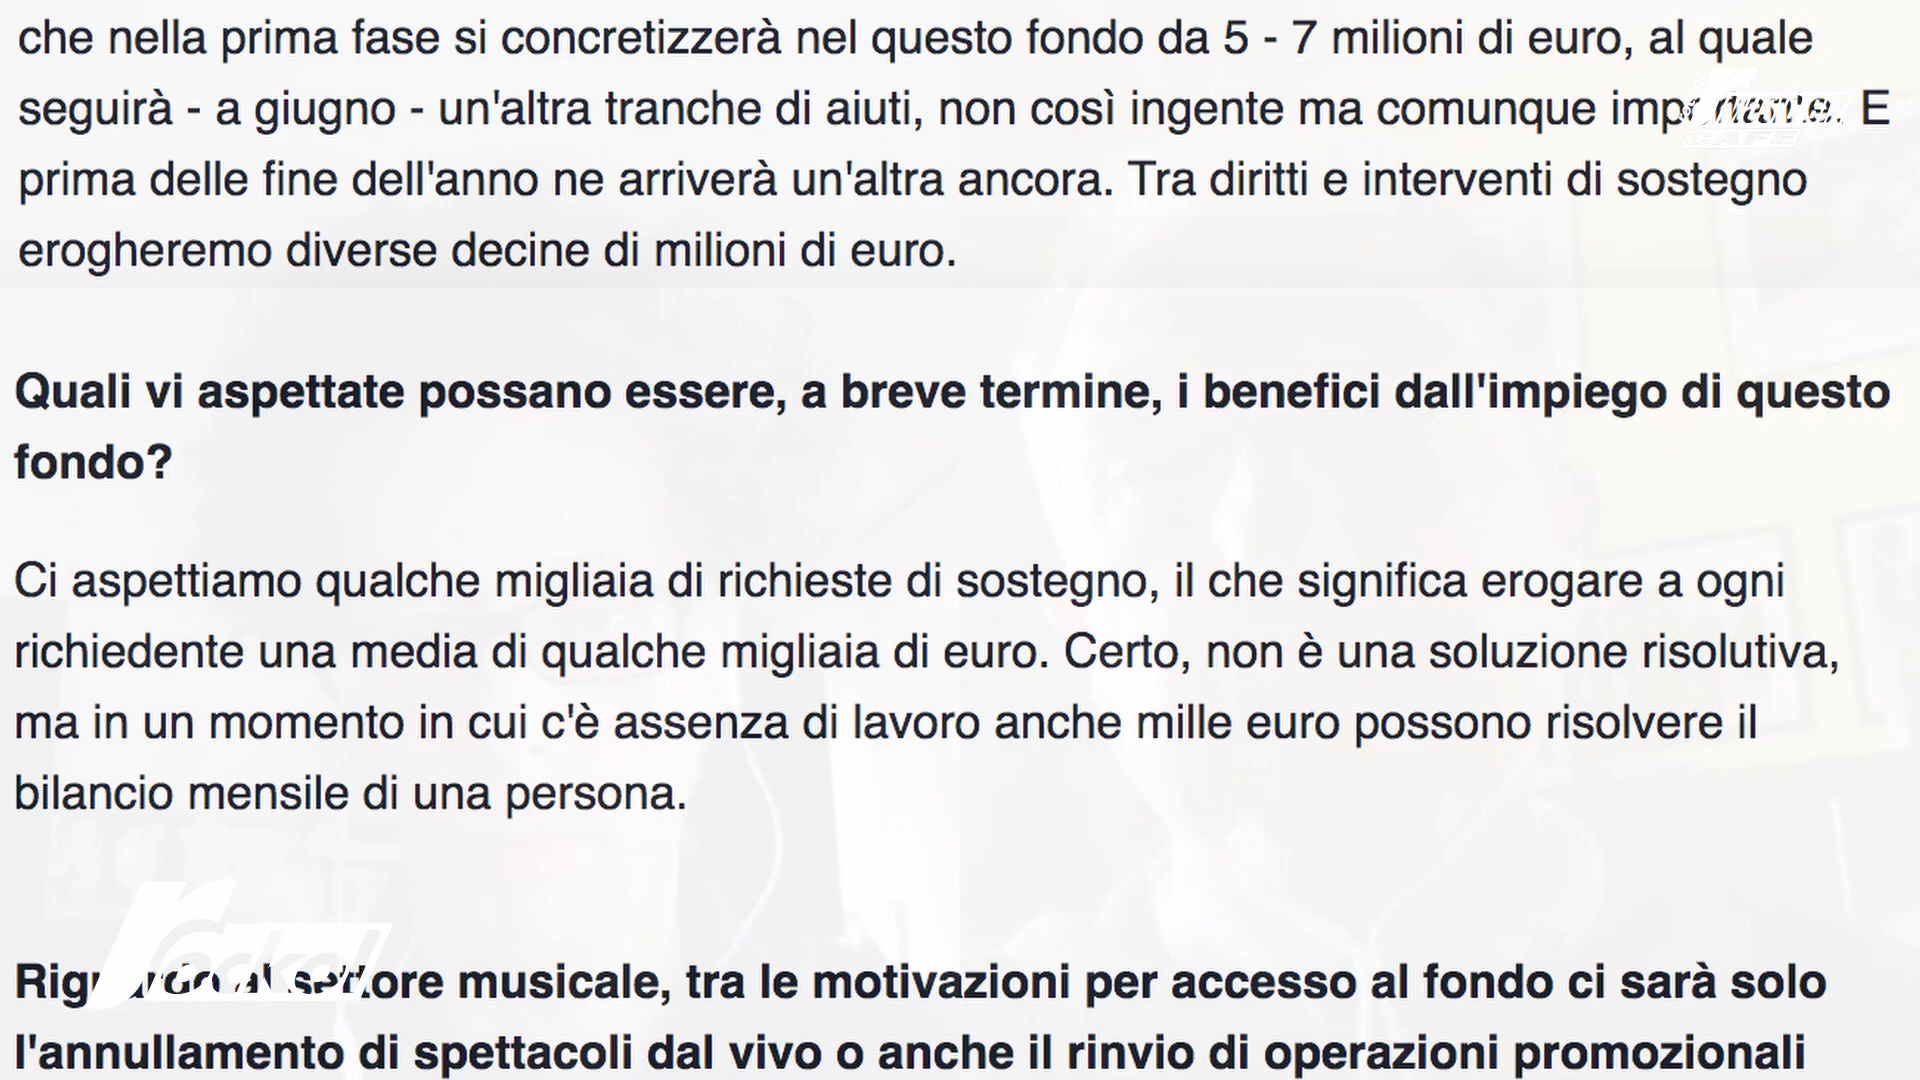 che nella prima fase si concretizzerà nel questo fondo da 5 - 7 milioni di euro, al quale
seguirà - a giugno - un'altra tranche di aiuti, non così ingente ma comunque E
CAFE
prima delle fine dell'anno ne arriverà un'altra ancora. Tra diritti e interventi di sostegno
erogheremo diverse decine di milioni di euro.
Quali vi aspettate possano essere, a breve termine, i benefici dall'impiego di questo
fondo?
Ci aspettiamo qualche migliaia di richieste di sostegno, il che significa erogare a ogni
richiedente una media di qualche migliaia di euro. Certo, non è una soluzione risolutiva,
ma in un momento in cui c'è assenza di lavoro anche mille euro possono risolvere il
bilancio mensile di una persona.
rockol
musicale, tra le motivazioni per accesso al fondo ci sarà solo
l'annullamento di spettacoli dal vivo o anche il rinvio di operazioni promozionali